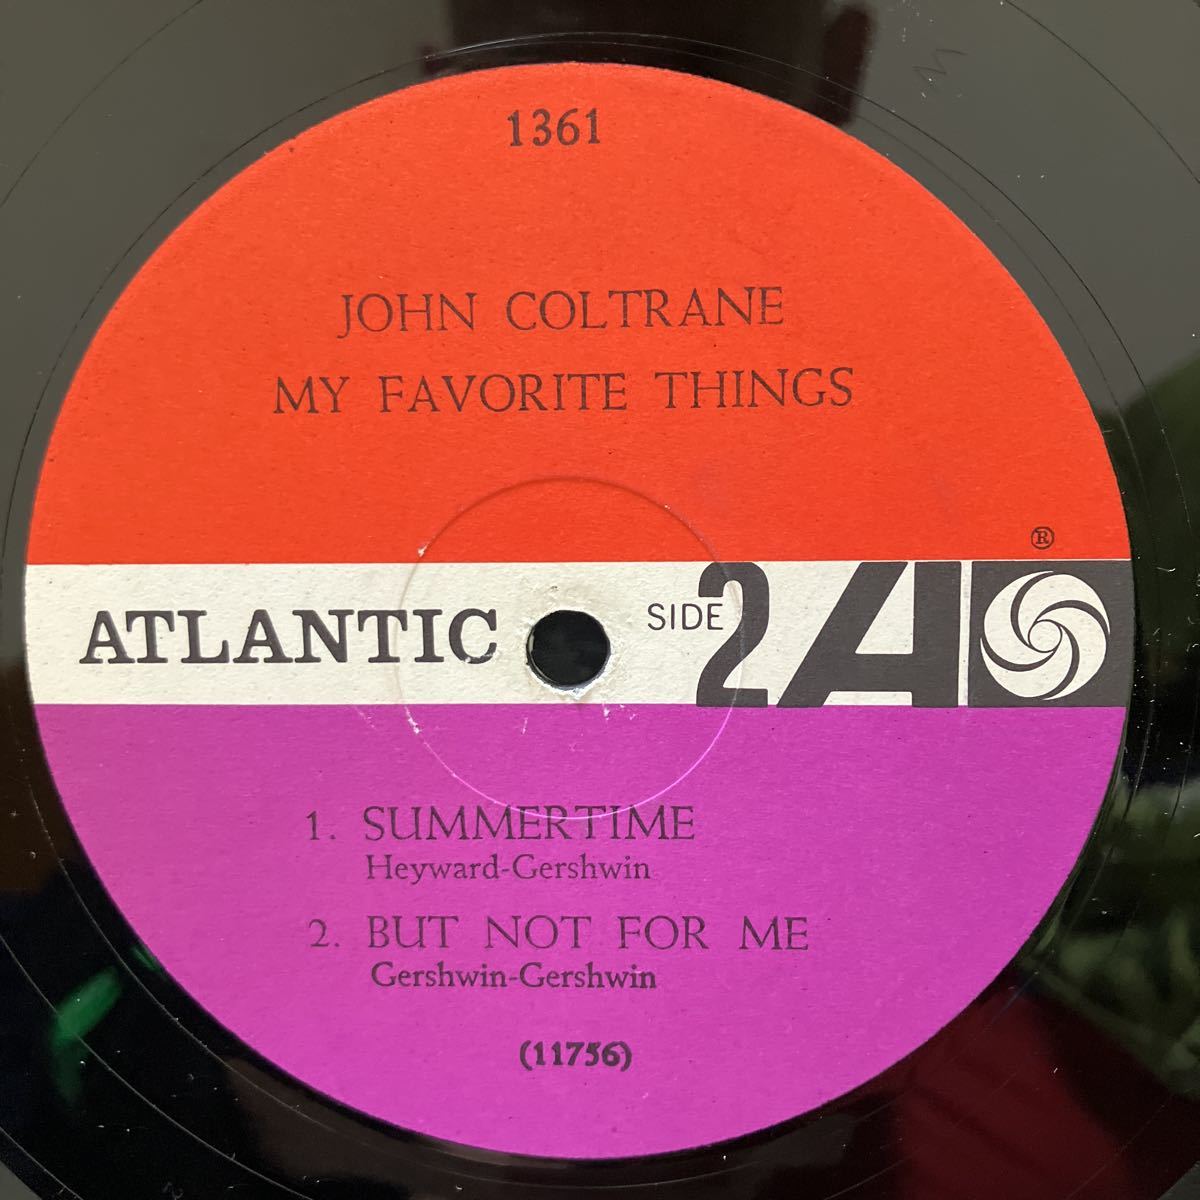 1361
JOHN COLTRANE
MY FAVORITE THINGS
®
ATLANTIC SIDE 2 A
1. SUMMERTIME
Heyward-Gershwin
2. BUT NOT FOR ME
Gershwin-Gershwin
(11756)